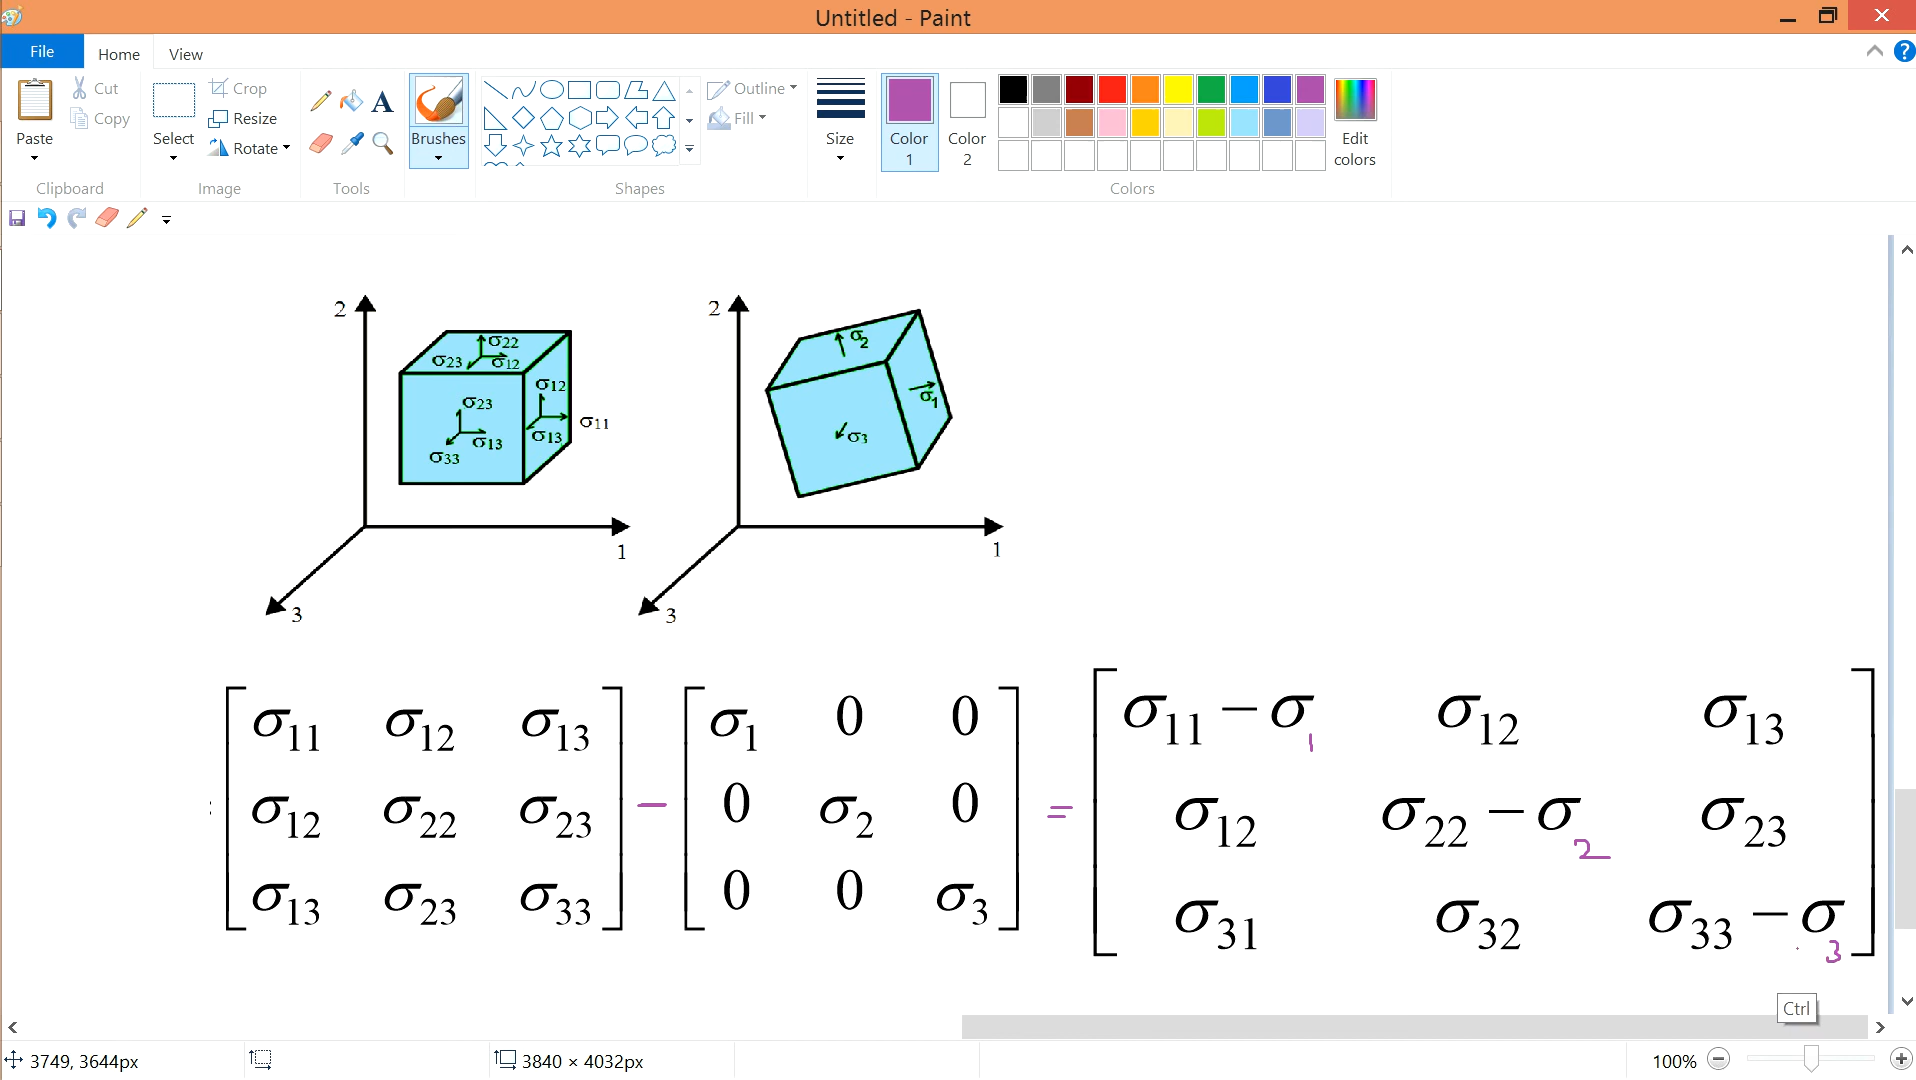 Untitled - Paint
File Home View
Paste Cut Copy Clipboard
Select Crop Resize Rotate Image
Tools
Brushes
Shapes Outline Fill
Size
Color 1 Color 2
Edit colors
Colors
2 2
σ22 σ2
σ23 σ12
σ12 σ1
σ23 σ11
σ13 σ13 σ3
σ33
1 1
3 3
σ11 σ12 σ13 − σ1 0 0 = σ11 − σ1 σ12 σ13
: σ12 σ22 σ23 0 σ2 0 σ12 σ22 − σ2 σ23
σ13 σ23 σ33 0 0 σ3 σ31 σ32 σ33 − σ3
Ctrl
3749, 3644px 3840 × 4032px 100%